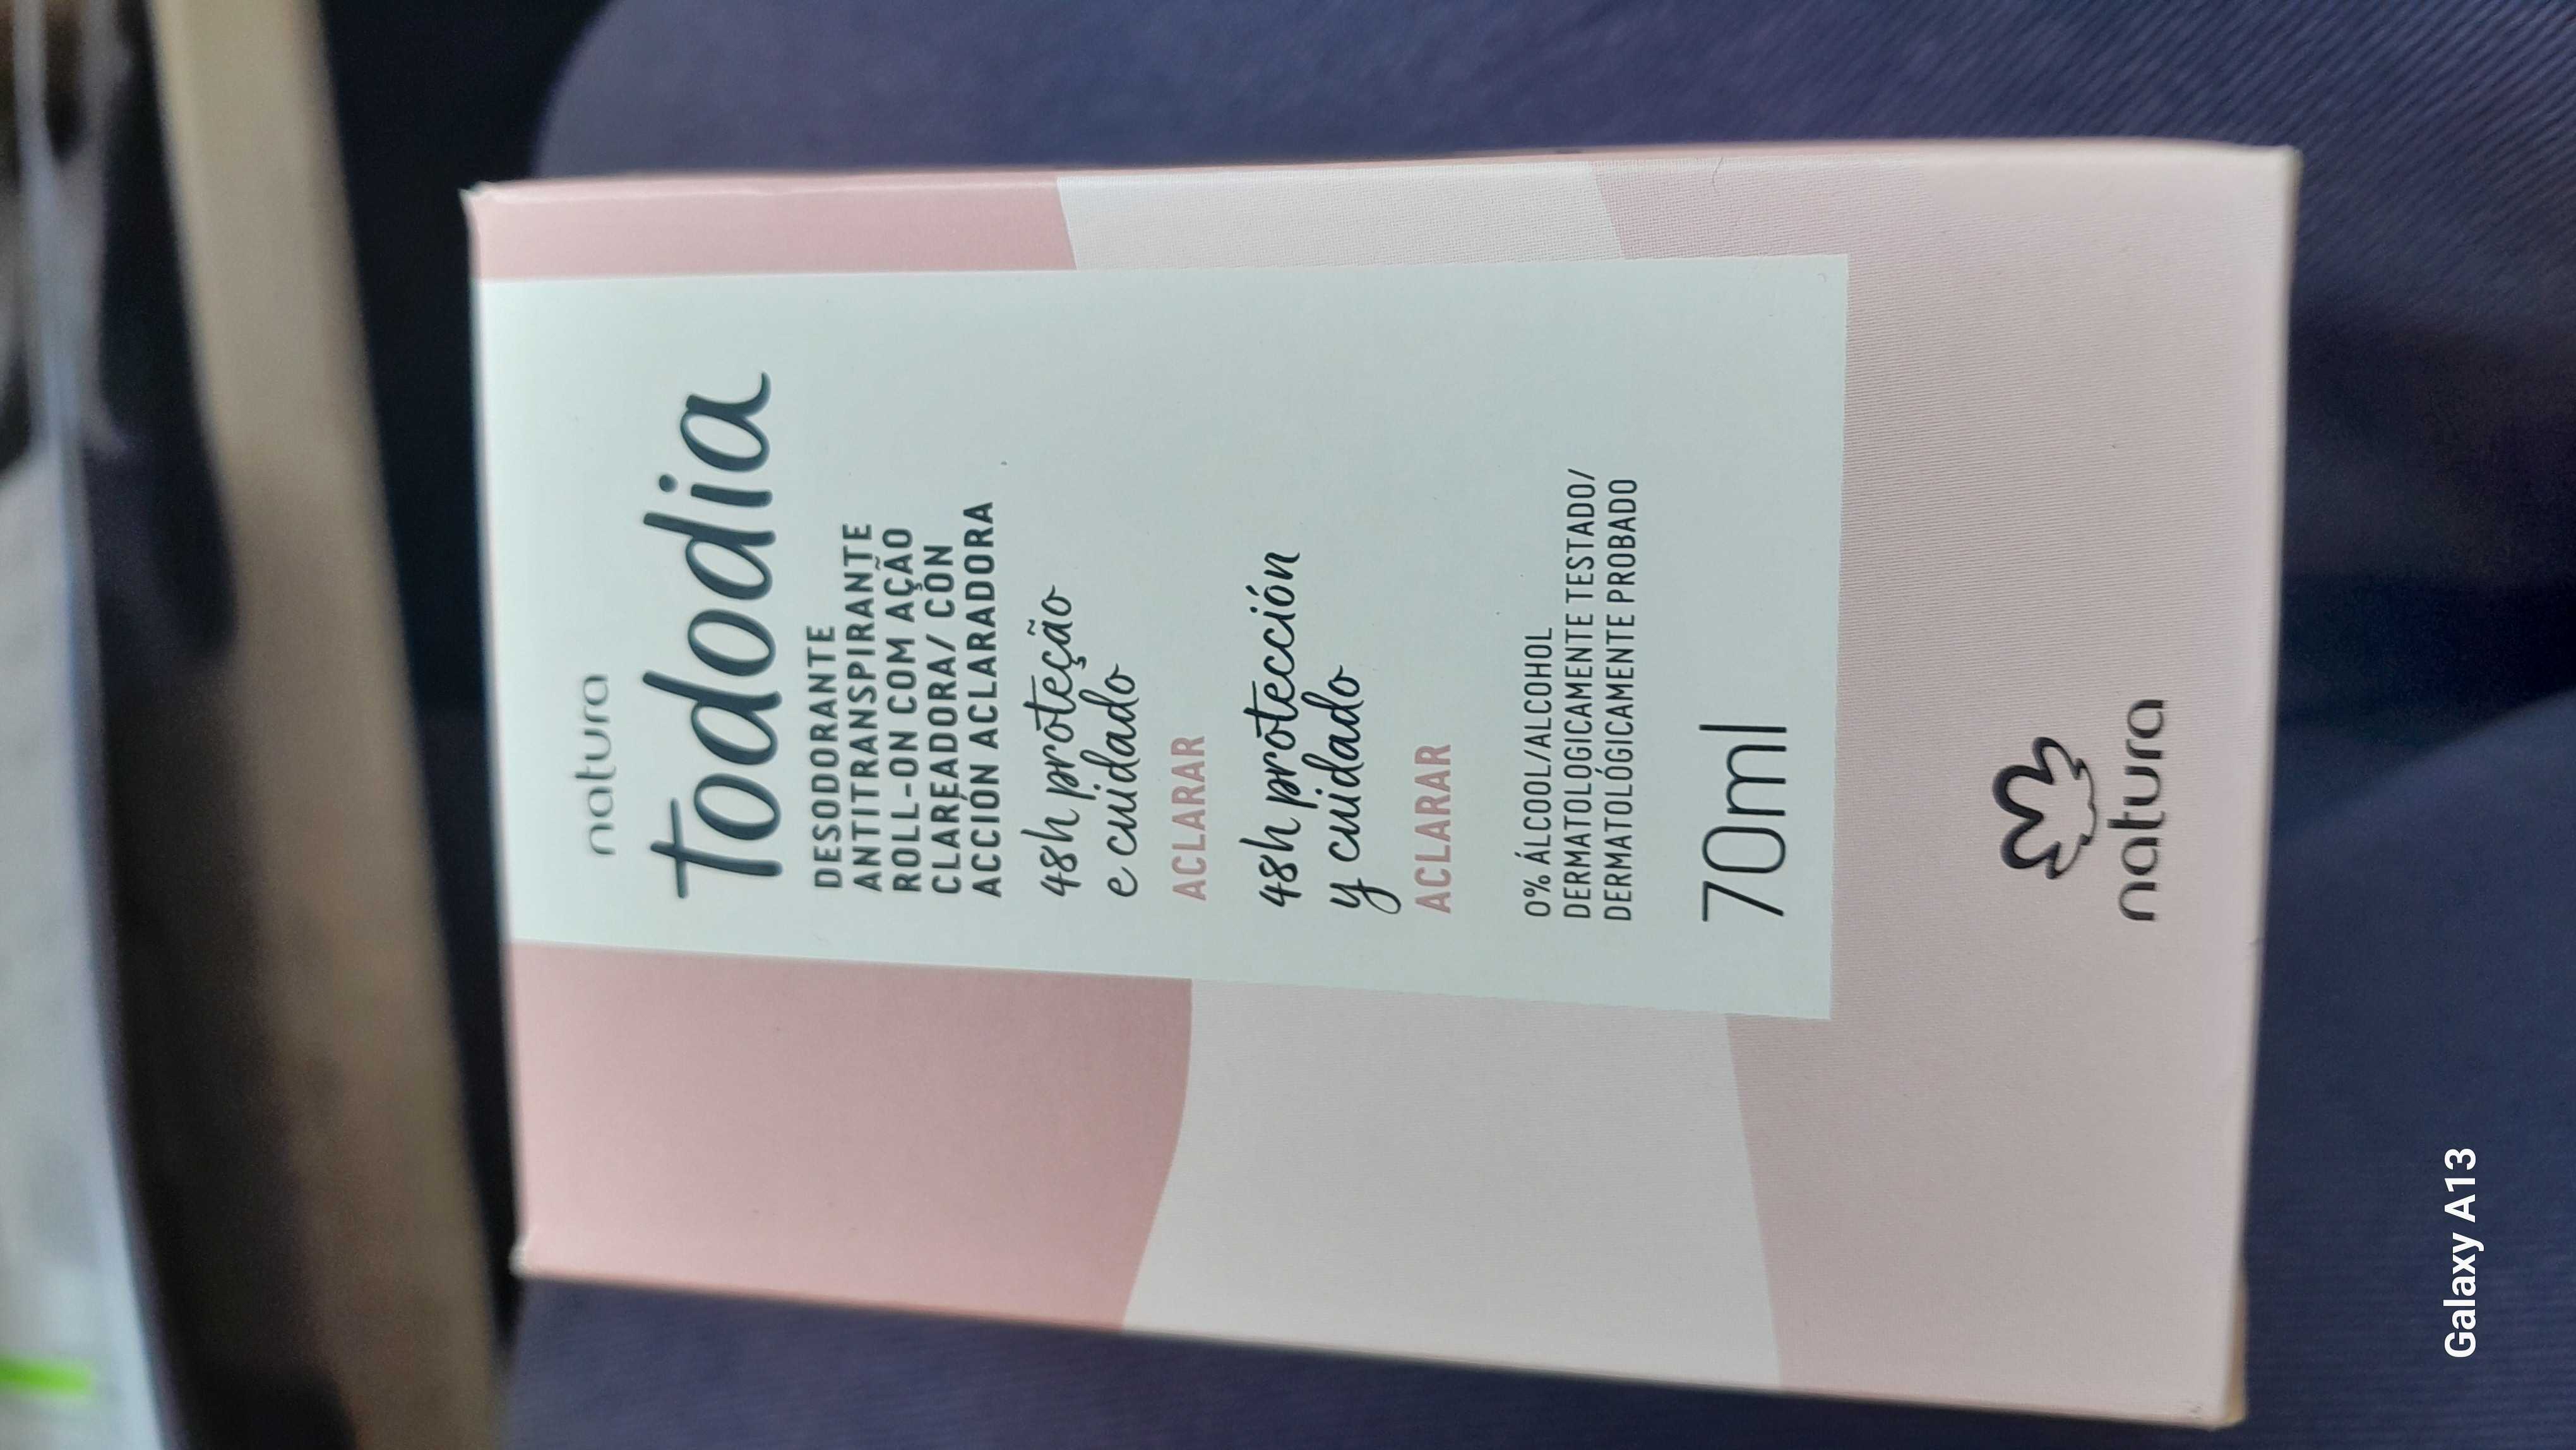 natura
Tododia
DESODORANTE
ANTITRANSPIRANTE
ROLL-ON COM AÇÃO
CLAREADORA/ CON
ACCIÓN ACLARADORA
48h proteção
e cuidado
ACLARAR
48h protección
y cuidado
ACLARAR
0% ÁLCOOL/ALCOHOL
DERMATOLOGICAMENTE TESTADO/
DERMATOLÓGICAMENTE PROBADO
70ml
natura
Galaxy A13